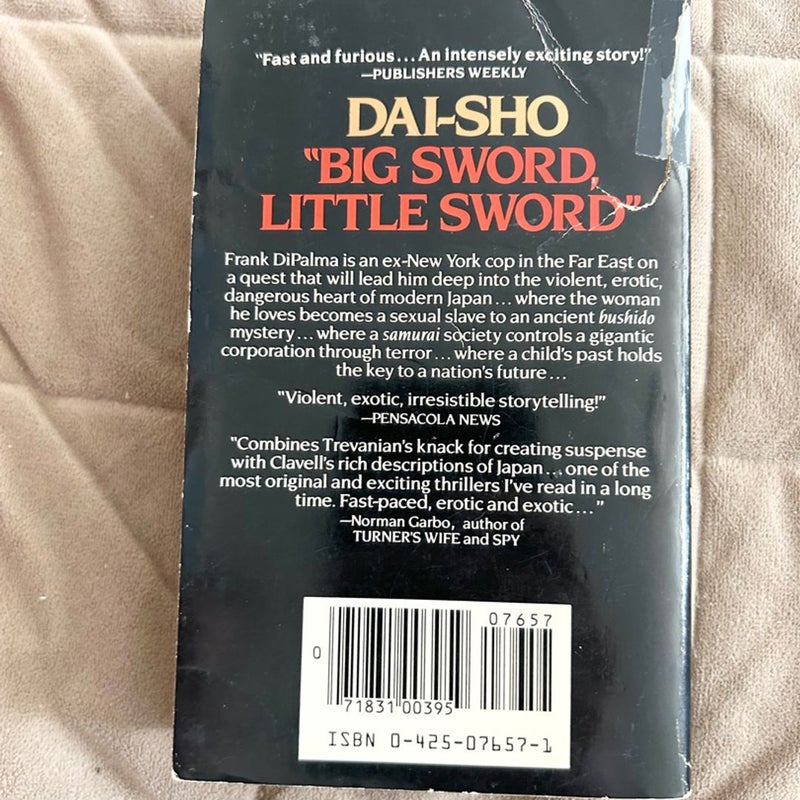 "Fast and furious...An intensely exciting story!"
—PUBLISHERS WEEKLY
DAI-SHO
"BIG SWORD,
LITTLE SWORD"
Frank DiPalma is an ex-New York cop in the Far East on
a quest that will lead him deep into the violent, erotic,
dangerous heart of modern Japan...where the woman
he loves becomes a sexual slave to an ancient bushido
mystery...where a samurai society controls a gigantic
corporation through terror...where a child's past holds
the key to a nation's future...
"Violent, exotic, irresistible storytelling!"
—PENSACOLA NEWS
"Combines Trevanian's knack for creating suspense
with Clavell's rich descriptions of Japan...one of the
most original and exciting thrillers I've read in a long
time. Fast-paced, erotic and exotic..."
—Norman Garbo, author of
TURNER'S WIFE and SPY
07657
0
71831 00395
ISBN 0-425-07657-1